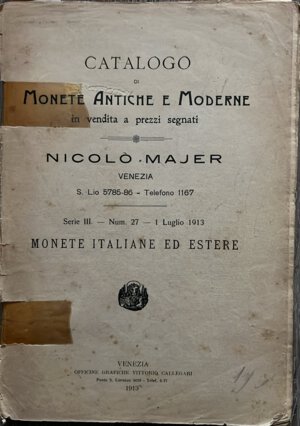 CATALOGO
DI
MONETE ANTICHE E MODERNE
in vendita a prezzi segnati
NICOLÒ MAJER
VENEZIA
S. Lio 5785-86 - Telefono 1167
Serie III. — Num. 27 — 1 Luglio 1913
MONETE ITALIANE ED ESTERE
VENEZIA
OFFICINE GRAFICHE VITTORIO CALLEGARI
1913